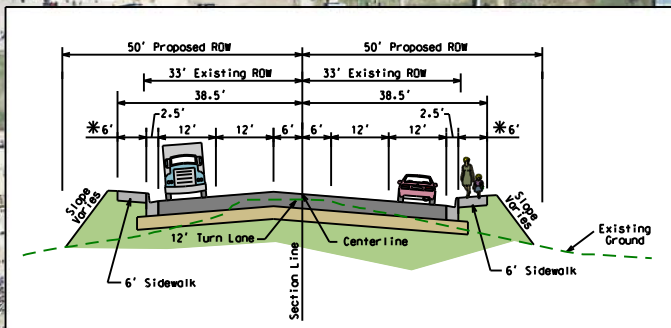 50' Proposed ROW 50' Proposed ROW
33' Existing ROW 33' Existing ROW
38.5' 38.5'
2.5' 2.5'
*6' 12' 12' 6' 6' 12' 12' *6'
Slope Varies
Slope Varies
Existing
Ground
12' Turn Lane
Centerline
6' Sidewalk
6' Sidewalk
Section Line